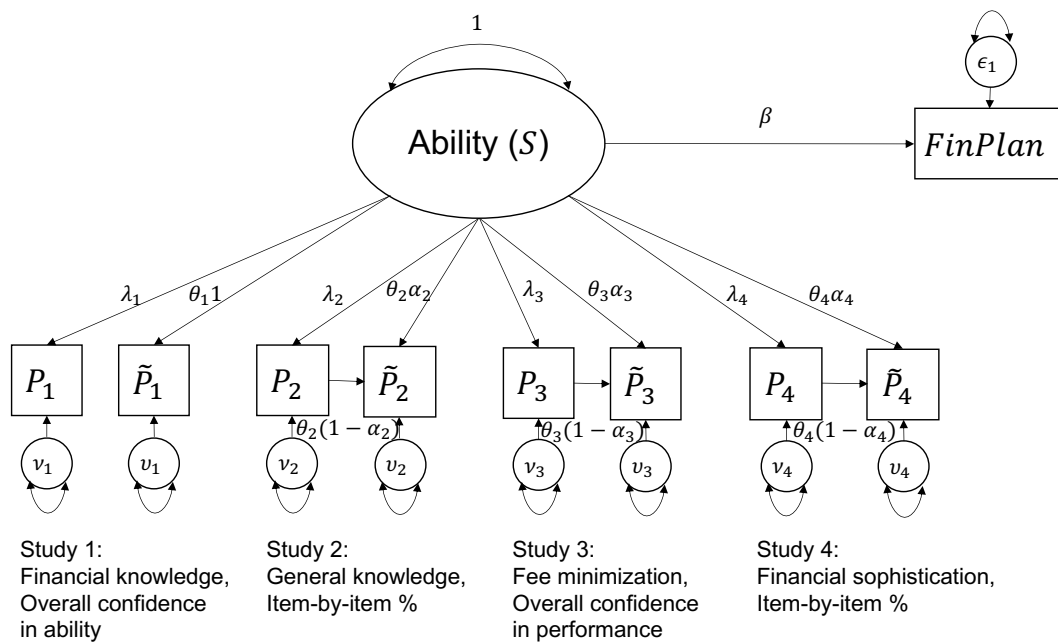 1
ϵ₁
Ability (S)
β
FinPlan
λ₁
θ₁1
λ₂
θ₂α₂
λ₃
θ₃α₃
λ₄
θ₄α₄
P₁
P̃₁
P₂
P̃₂
P₃
P̃₃
P₄
P̃₄
θ₂(1 − α₂)
θ₃(1 − α₃)
θ₄(1 − α₄)
ν₁
υ₁
ν₂
υ₂
ν₃
υ₃
ν₄
υ₄
Study 1:
Financial knowledge,
Overall confidence
in ability
Study 2:
General knowledge,
Item-by-item %
Study 3:
Fee minimization,
Overall confidence
in performance
Study 4:
Financial sophistication,
Item-by-item %